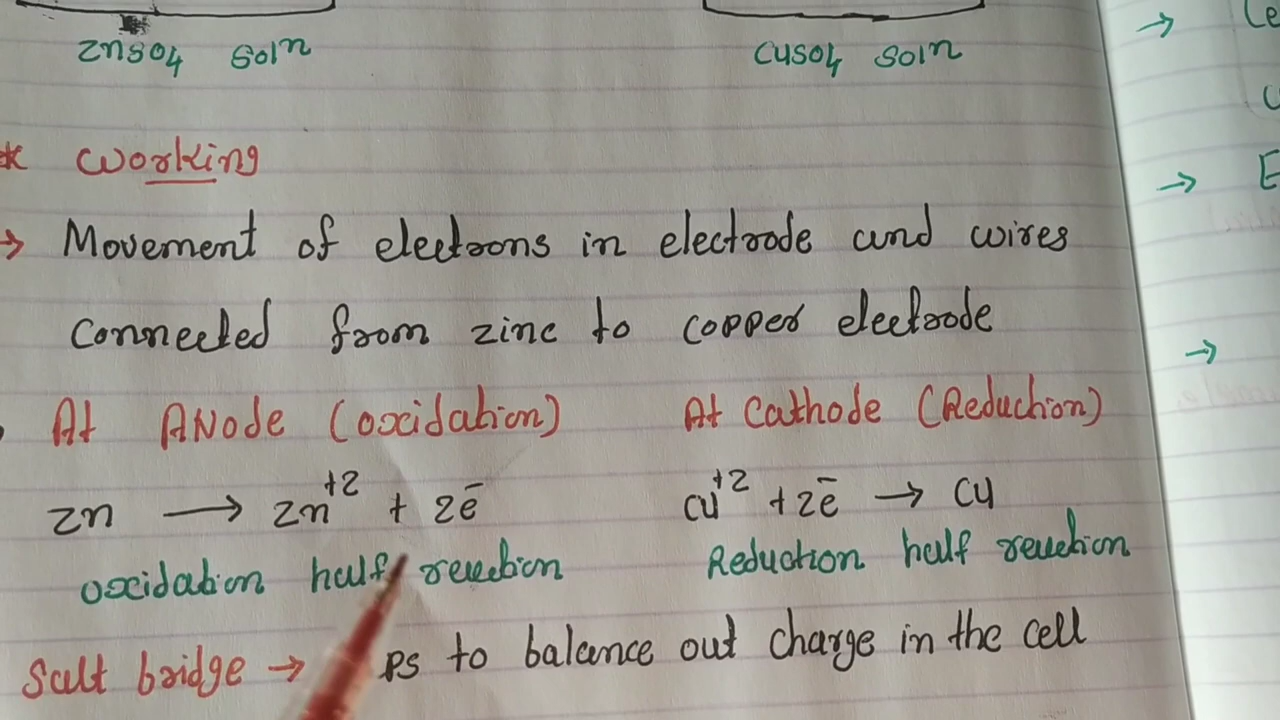 ZnSO4 Soln CuSO4 Soln
* Working
→ Movement of electrons in electrode and wires
Connected from zinc to copper electrode
At ANode (oxidation) At Cathode (Reduction)
Zn → Zn+2 + 2e̅ Cu+2 + 2e̅ → Cu
oxidation half reaction Reduction half reaction
Salt bridge → to balance out charge in the cell